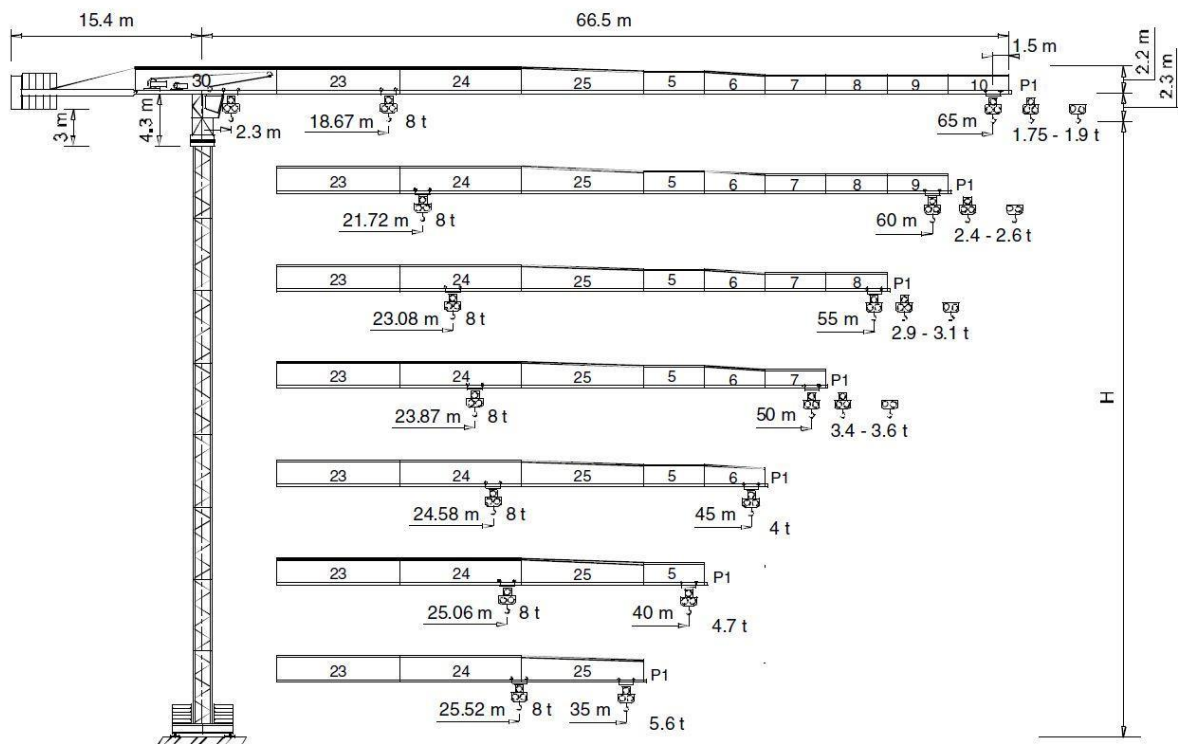 15.4 m
66.5 m
1.5 m
2.2 m
2.3 m
30
23
24
25
5
6
7
8
9
10
P1
3 m
4.3 m
2.3 m
18.67 m
8 t
65 m
1.75 - 1.9 t
23
24
25
5
6
7
8
9
P1
21.72 m
8 t
60 m
2.4 - 2.6 t
23
24
25
5
6
7
8
P1
23.08 m
8 t
55 m
2.9 - 3.1 t
23
24
25
5
6
7
P1
23.87 m
8 t
50 m
3.4 - 3.6 t
H
23
24
25
5
6
P1
24.58 m
8 t
45 m
4 t
23
24
25
5
P1
25.06 m
8 t
40 m
4.7 t
23
24
25
P1
25.52 m
8 t
35 m
5.6 t